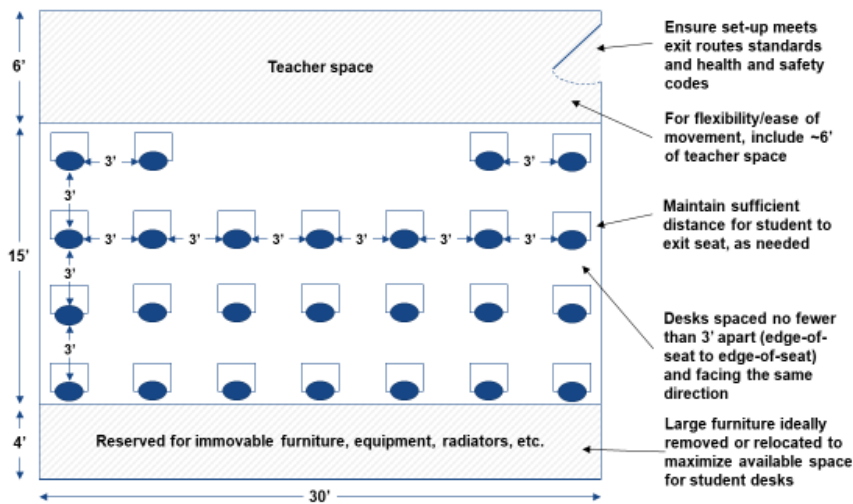 6'
Teacher space
Ensure set-up meets
exit routes standards
and health and safety
codes
For flexibility/ease of
movement, include ~6'
of teacher space
3'
3'
3'
3' 3' 3' 3' 3' 3'
Maintain sufficient
distance for student to
exit seat, as needed
15'
3'
3'
Desks spaced no fewer
than 3' apart (edge-of-
seat to edge-of-seat)
and facing the same
direction
4'
Reserved for immovable furniture, equipment, radiators, etc.
Large furniture ideally
removed or relocated to
maximize available space
for student desks
30'